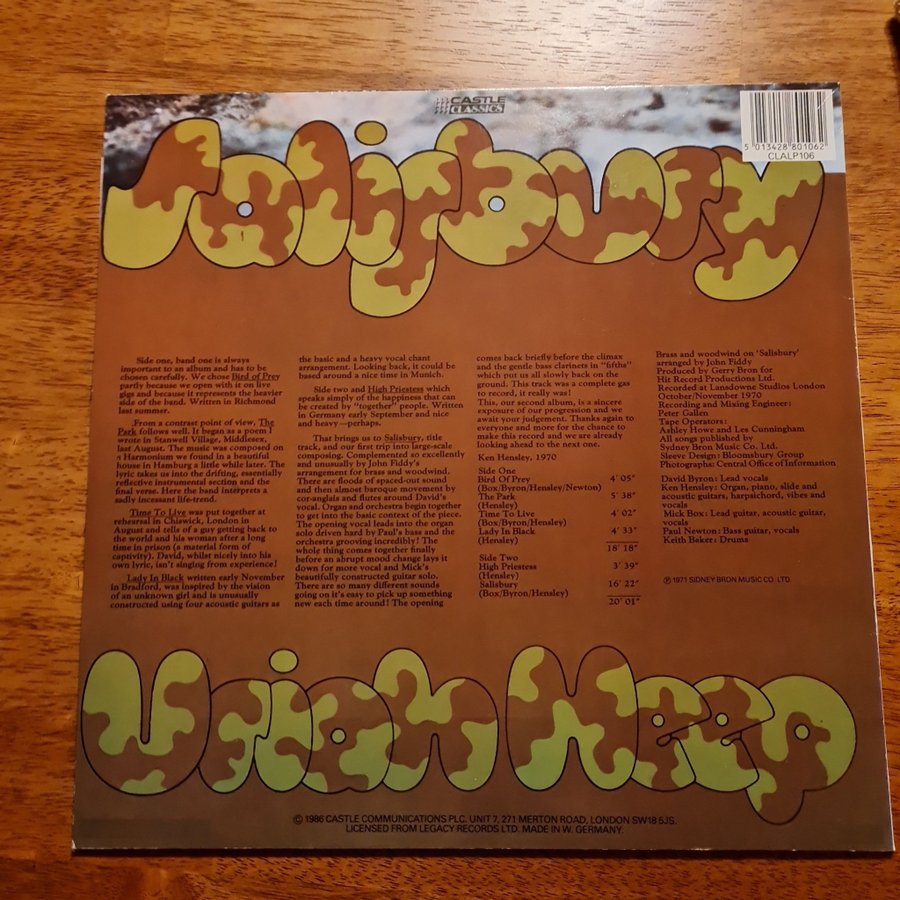 CASTLE
CLASSICS
5 013428 801062
CLALP106
Salisbury
Side one, band one is always
important to an album and has to be
chosen carefully. We chose Bird of Prey
partly because we open with it on live
gigs and because it represents the heavier
side of the band. Written in Richmond
last summer.
From a contrast point of view, The
Park follows well. It began as a poem I
wrote in Stanwell Village, Middlesex,
last August. The music was composed on
a Harmonium we found in a beautiful
house in Hamburg a little while later. The
lyric takes us into the drifting, essentially
reflective instrumental section and the
final verse. Here the band interprets a
sadly incessant life-trend.
Time To Live was put together at
rehearsal in Chiswick, London in
August and tells of a guy getting back to
the world and his woman after a long
time in prison (a material form of
captivity). David, whilst nicely into his
own lyric, isn't singing from experience!
Lady In Black written early November
in Bradford, was inspired by the vision
of an unknown girl and is unusually
constructed using four acoustic guitars as
the basic and a heavy vocal chant
arrangement. Looking back, it could be
based around a nice time in Munich.
Side two and High Priestess which
speaks simply of the happiness that can
be created by "together" people. Written
in Germany early September and nice
and heavy—perhaps.
That brings us to Salisbury, title
track, and our first trip into large-scale
composing. Complemented so excellently
and unusually by John Fiddy's
arrangement for brass and woodwind.
There are floods of spaced-out sound
and then almost baroque movement by
cor-anglais and flutes around David's
vocal. Organ and orchestra begin together
to get into the basic context of the piece.
The opening vocal leads into the organ
solo driven hard by Paul's bass and the
orchestra grooving incredibly! The
whole thing comes together finally
before an abrupt mood change lays it
down for more vocal and Mick's
beautifully constructed guitar solo.
There are so many different sounds
going on it's easy to pick up something
new each time around! The opening
comes back briefly before the climax
and the gentle bass clarinets in "fifths"
which put us all slowly back on the
ground. This track was a complete gas
to record, it really was!
This, our second album, is a sincere
exposure of our progression and we
await your judgement. Thanks again to
everyone and more for the chance to
make this record and we are already
looking ahead to the next one.
Ken Hensley, 1970
Side One
Bird Of Prey 4' 05"
(Box/Byron/Hensley/Newton)
The Park 5' 38"
(Hensley)
Time To Live 4' 02"
(Box/Byron/Hensley)
Lady In Black 4' 33"
(Hensley)
18' 18"
Side Two
High Priestess 3' 39"
(Hensley)
Salisbury 16' 22"
(Box/Byron/Hensley)
20' 01"
Brass and woodwind on 'Salisbury'
arranged by John Fiddy
Produced by Gerry Bron for
Hit Record Productions Ltd.
Recorded at Lansdowne Studios London
October/November 1970
Recording and Mixing Engineer:
Peter Gallen
Tape Operators:
Ashley Howe and Les Cunningham
All songs published by
Sydney Bron Music Co. Ltd.
Sleeve Design: Bloomsbury Group
Photographs: Central Office of Information
David Byron: Lead vocals
Ken Hensley: Organ, piano, slide and
acoustic guitars, harpsichord, vibes and
vocals
Mick Box: Lead guitar, acoustic guitar,
vocals
Paul Newton: Bass guitar, vocals
Keith Baker: Drums
℗ 1971 SIDNEY BRON MUSIC CO. LTD.
Uriah Heep
© 1986 CASTLE COMMUNICATIONS PLC. UNIT 7, 271 MERTON ROAD, LONDON SW18 5JS.
LICENSED FROM LEGACY RECORDS LTD. MADE IN W. GERMANY.